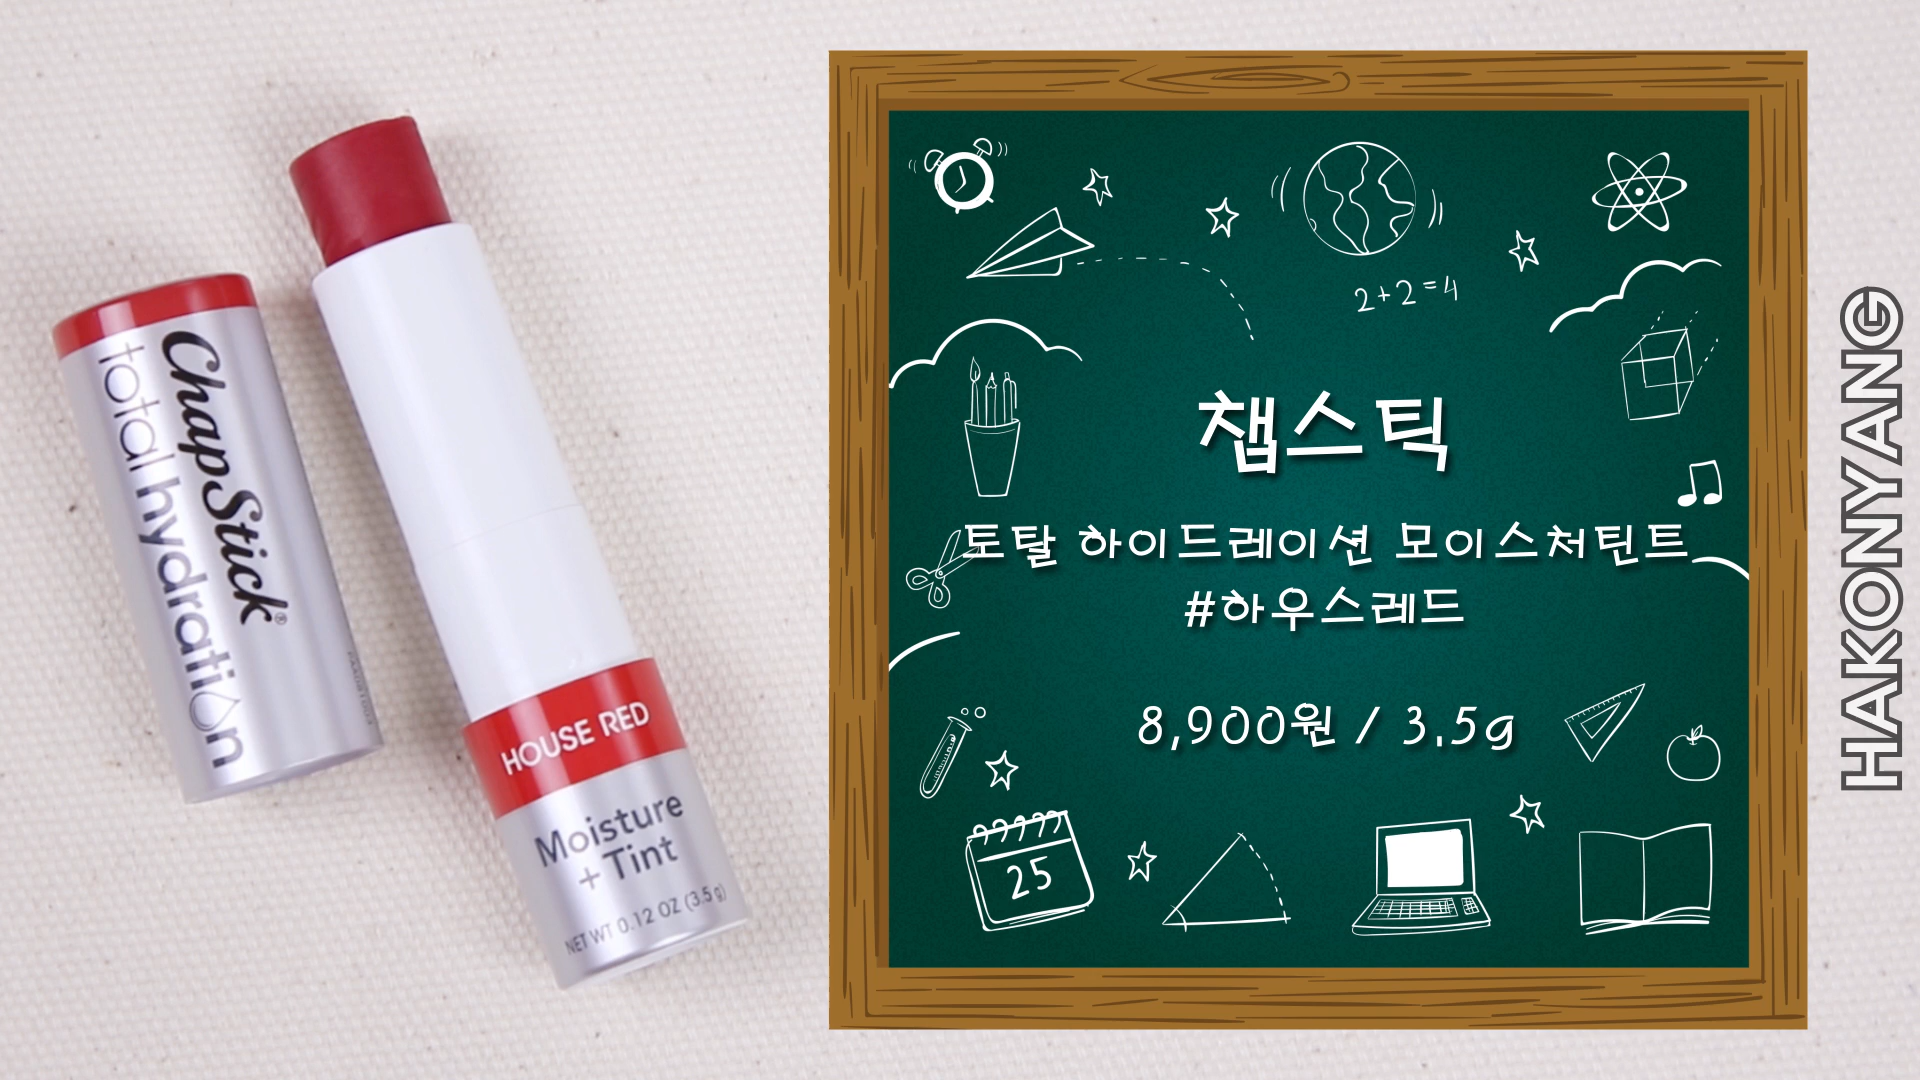 ChapStick®
total hydration
HOUSE RED
Moisture
+ Tint
NET WT 0.12 OZ (3.5 g)
2+2=4
챕스틱
토탈 하이드레이션 모이스처틴트
#하우스레드
8,900원 / 3.5g
25
HAKONYANG